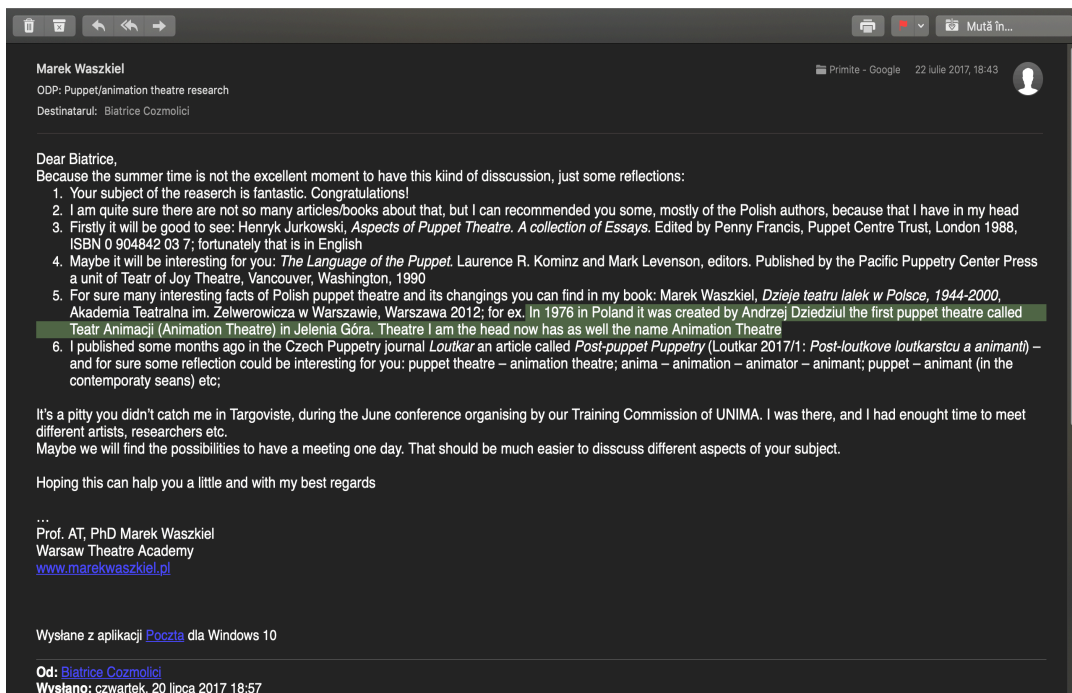 Mută în...
Marek Waszkiel
Primite - Google 22 iulie 2017, 18:43
ODP: Puppet/animation theatre research
Destinatarul: Biatrice Cozmolici
Dear Biatrice,
Because the summer time is not the excellent moment to have this kiind of disscussion, just some reflections:
1. Your subject of the reaserch is fantastic. Congratulations!
2. I am quite sure there are not so many articles/books about that, but I can recommended you some, mostly of the Polish authors, because that I have in my head
3. Firstly it will be good to see: Henryk Jurkowski, Aspects of Puppet Theatre. A collection of Essays. Edited by Penny Francis, Puppet Centre Trust, London 1988,
ISBN 0 904842 03 7; fortunately that is in English
4. Maybe it will be interesting for you: The Language of the Puppet. Laurence R. Kominz and Mark Levenson, editors. Published by the Pacific Puppetry Center Press
a unit of Teatr of Joy Theatre, Vancouver, Washington, 1990
5. For sure many interesting facts of Polish puppet theatre and its changings you can find in my book: Marek Waszkiel, Dzieje teatru lalek w Polsce, 1944-2000,
Akademia Teatralna im. Zelwerowicza w Warszawie, Warszawa 2012; for ex. In 1976 in Poland it was created by Andrzej Dziedziul the first puppet theatre called
Teatr Animacji (Animation Theatre) in Jelenia Góra. Theatre I am the head now has as well the name Animation Theatre
6. I published some months ago in the Czech Puppetry journal Loutkar an article called Post-puppet Puppetry (Loutkar 2017/1: Post-loutkove loutkarstcu a animanti) –
and for sure some reflection could be interesting for you: puppet theatre – animation theatre; anima – animation – animator – animant; puppet – animant (in the
contemporaty seans) etc;
It's a pitty you didn't catch me in Targoviste, during the June conference organising by our Training Commission of UNIMA. I was there, and I had enought time to meet
different artists, researchers etc.
Maybe we will find the possibilities to have a meeting one day. That should be much easier to disscuss different aspects of your subject.
Hoping this can halp you a little and with my best regards
...
Prof. AT, PhD Marek Waszkiel
Warsaw Theatre Academy
www.marekwaszkiel.pl
Wysłane z aplikacji Poczta dla Windows 10
Od: Biatrice Cozmolici
Wysłano: czwartek, 20 lipca 2017 18:57